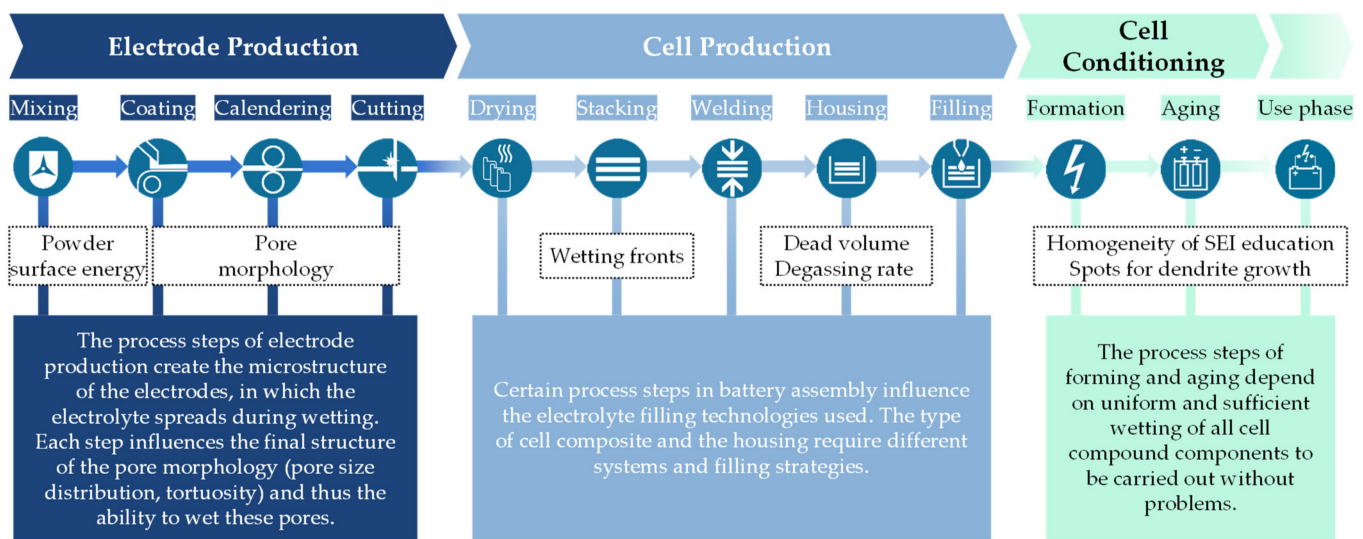 Electrode Production
Cell Production
Cell
Conditioning
Mixing
Coating
Calendering
Cutting
Drying
Stacking
Welding
Housing
Filling
Formation
Aging
Use phase
Powder
surface energy
Pore
morphology
Wetting fronts
Dead volume
Degassing rate
Homogeneity of SEI education
Spots for dendrite growth
The process steps of electrode
production create the microstructure
of the electrodes, in which the
electrolyte spreads during wetting.
Each step influences the final structure
of the pore morphology (pore size
distribution, tortuosity) and thus the
ability to wet these pores.
Certain process steps in battery assembly influence
the electrolyte filling technologies used. The type
of cell composite and the housing require different
systems and filling strategies.
The process steps of
forming and aging depend
on uniform and sufficient
wetting of all cell
compound components to
be carried out without
problems.